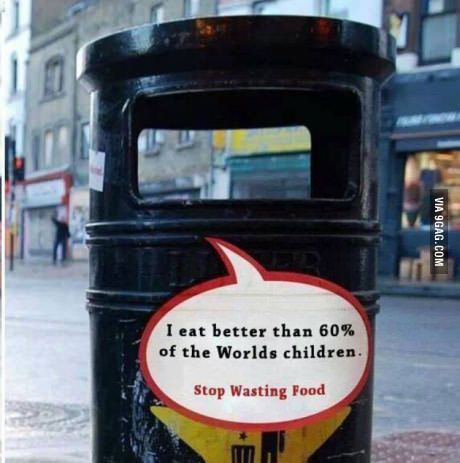 I eat better than 60%
of the Worlds children.
Stop Wasting Food
VIA 9GAG.COM